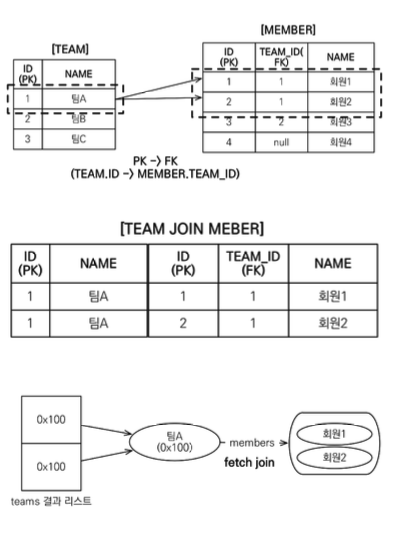 [TEAM]
ID
(PK)
NAME
1
팀A
2
팀B
3
팀C
[MEMBER]
ID
(PK)
TEAM_ID(
FK)
NAME
1
1
회원1
2
1
회원2
3
2
회원3
4
null
회원4
PK -> FK
(TEAM.ID -> MEMBER.TEAM_ID)
[TEAM JOIN MEBER]
ID
(PK)
NAME
ID
(PK)
TEAM_ID
(FK)
NAME
1
팀A
1
1
회원1
1
팀A
2
1
회원2
0x100
0x100
teams 결과 리스트
팀A
(0x100)
members
fetch join
회원1
회원2